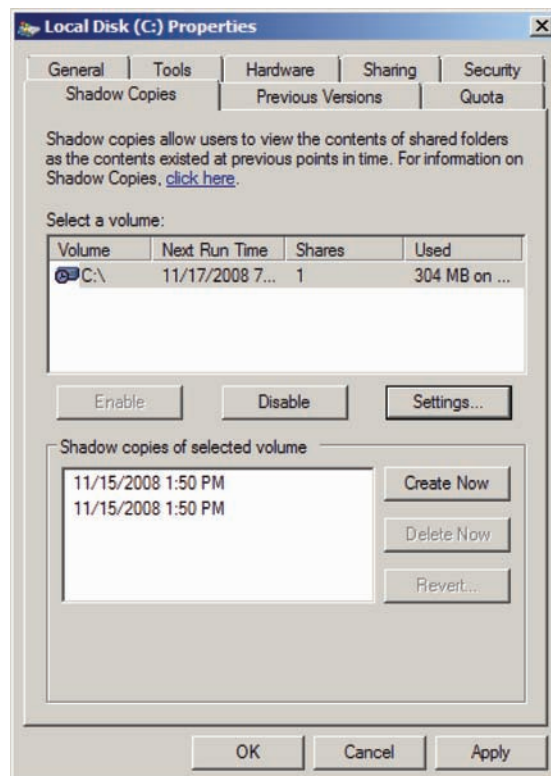 Local Disk (C:) Properties
General Tools Hardware Sharing Security
Shadow Copies Previous Versions Quota
Shadow copies allow users to view the contents of shared folders
as the contents existed at previous points in time. For information on
Shadow Copies, click here.
Select a volume:
Volume Next Run Time Shares Used
C:\ 11/17/2008 7... 1 304 MB on ...
Enable Disable Settings...
Shadow copies of selected volume
11/15/2008 1:50 PM
11/15/2008 1:50 PM
Create Now
Delete Now
Revert...
OK Cancel Apply